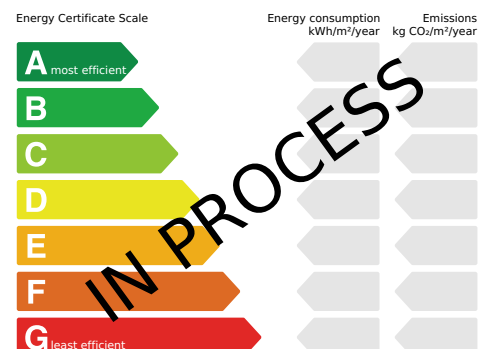 Energy Certificate Scale
Energy consumption
kWh/m²/year
Emissions
kg CO₂/m²/year
A most efficient
B
C
D
E
F
G least efficient
IN PROCESS